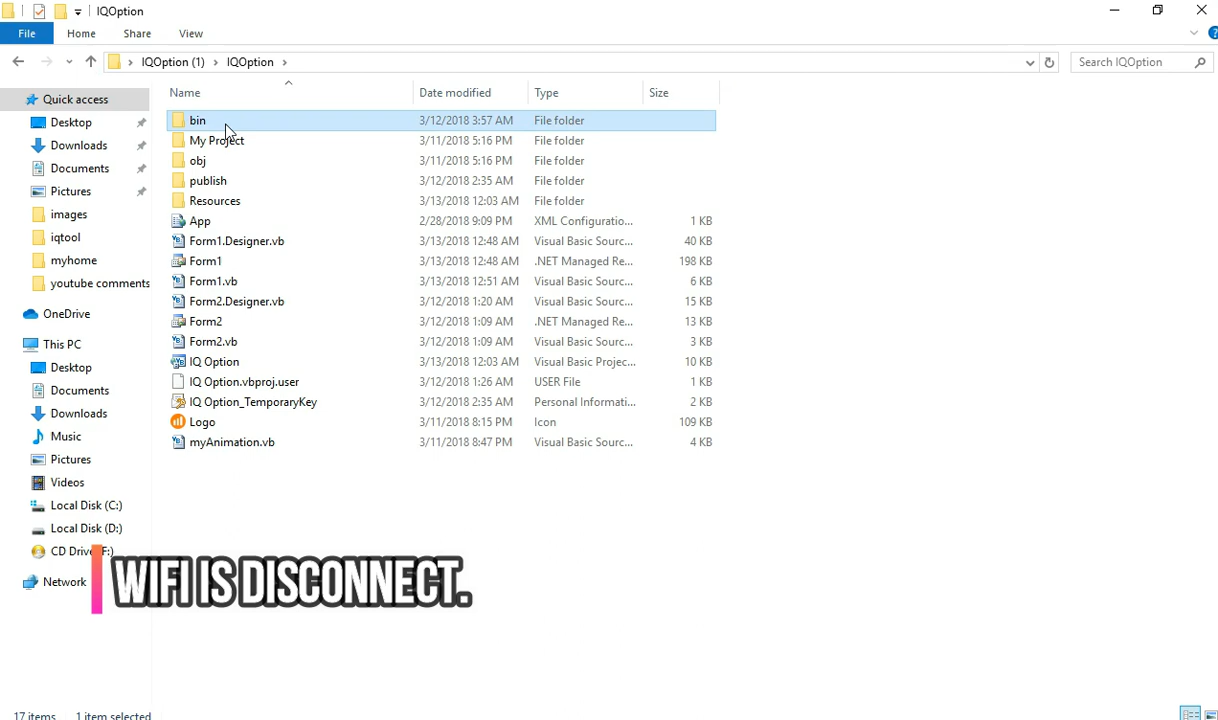 IQOption
File Home Share View
IQOption (1) > IQOption > Search IQOption
Name Date modified Type Size
Quick access
Desktop
Downloads
Documents
Pictures
images
iqtool
myhome
youtube comments
OneDrive
This PC
Desktop
Documents
Downloads
Music
Pictures
Videos
Local Disk (C:)
Local Disk (D:)
CD Drive F:)
Network
bin 3/12/2018 3:57 AM File folder
My Project 3/11/2018 5:16 PM File folder
obj 3/11/2018 5:16 PM File folder
publish 3/12/2018 2:35 AM File folder
Resources 3/13/2018 12:03 AM File folder
App 2/28/2018 9:09 PM XML Configuratio... 1 KB
Form1.Designer.vb 3/13/2018 12:48 AM Visual Basic Sourc... 40 KB
Form1 3/13/2018 12:48 AM .NET Managed Re... 198 KB
Form1.vb 3/13/2018 12:51 AM Visual Basic Sourc... 6 KB
Form2.Designer.vb 3/12/2018 1:20 AM Visual Basic Sourc... 15 KB
Form2 3/12/2018 1:09 AM .NET Managed Re... 13 KB
Form2.vb 3/12/2018 1:09 AM Visual Basic Sourc... 3 KB
IQ Option 3/13/2018 12:03 AM Visual Basic Projec... 10 KB
IQ Option.vbproj.user 3/12/2018 1:26 AM USER File 1 KB
IQ Option_TemporaryKey 3/12/2018 2:35 AM Personal Informati... 2 KB
Logo 3/11/2018 8:15 PM Icon 109 KB
myAnimation.vb 3/11/2018 8:47 PM Visual Basic Sourc... 4 KB
WIFI IS DISCONNECT.
17 items 1 item selected